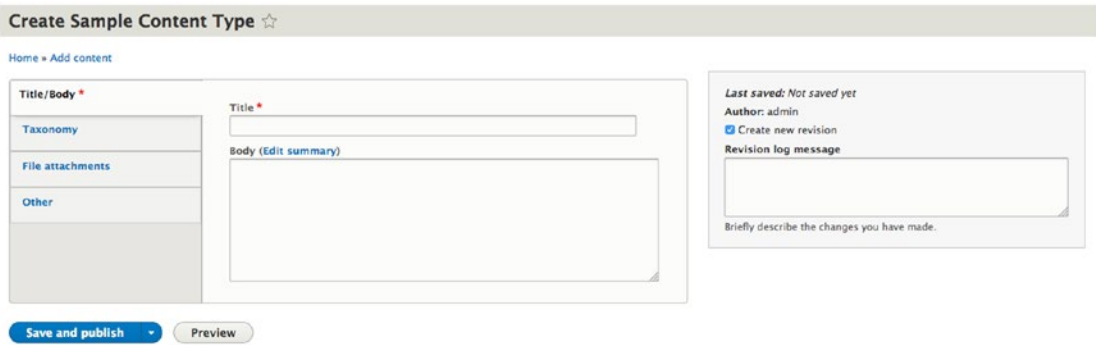 Create Sample Content Type ☆
Home » Add content
Title/Body *
Taxonomy
File attachments
Other
Title *
Body (Edit summary)
Last saved: Not saved yet
Author: admin
Create new revision
Revision log message
Briefly describe the changes you have made.
Save and publish
Preview